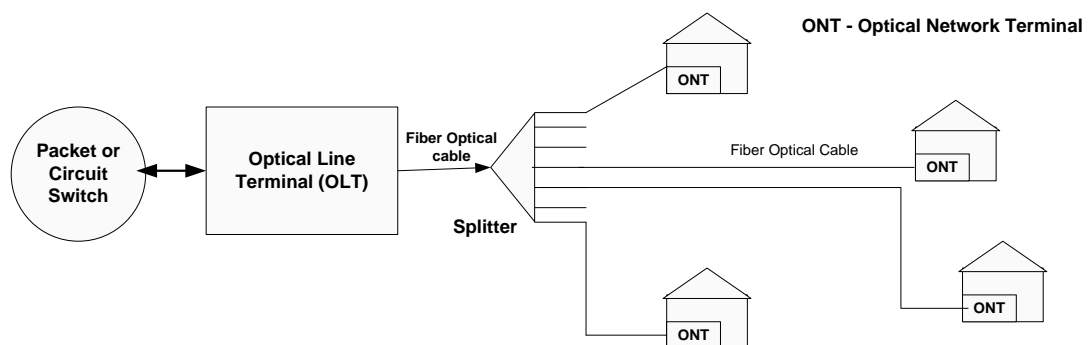 ONT - Optical Network Terminal
ONT
Packet or
Circuit
Switch
Optical Line
Terminal (OLT)
Fiber Optical
cable
Splitter
Fiber Optical Cable
ONT
ONT
ONT